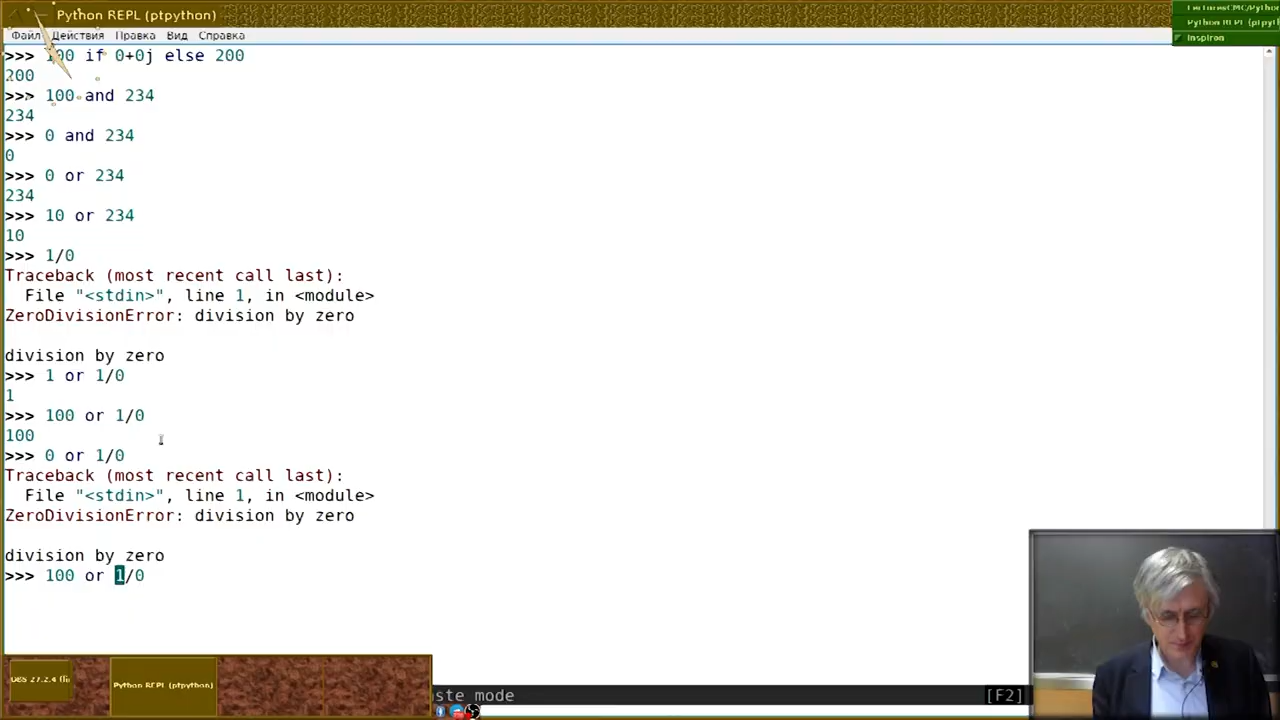 Python REPL (ptpython)
Python REPL (ptpy
Inspiron
Файл Действия Правка Вид Справка
>>> 100 if 0+0j else 200
200
>>> 100 and 234
234
>>> 0 and 234
0
>>> 0 or 234
234
>>> 10 or 234
10
>>> 1/0
Traceback (most recent call last):
File "<stdin>", line 1, in <module>
ZeroDivisionError: division by zero
division by zero
>>> 1 or 1/0
1
>>> 100 or 1/0
100
>>> 0 or 1/0
Traceback (most recent call last):
File "<stdin>", line 1, in <module>
ZeroDivisionError: division by zero
division by zero
>>> 100 or 1/0
Python REPL (ptpython)
ste mode [F2]